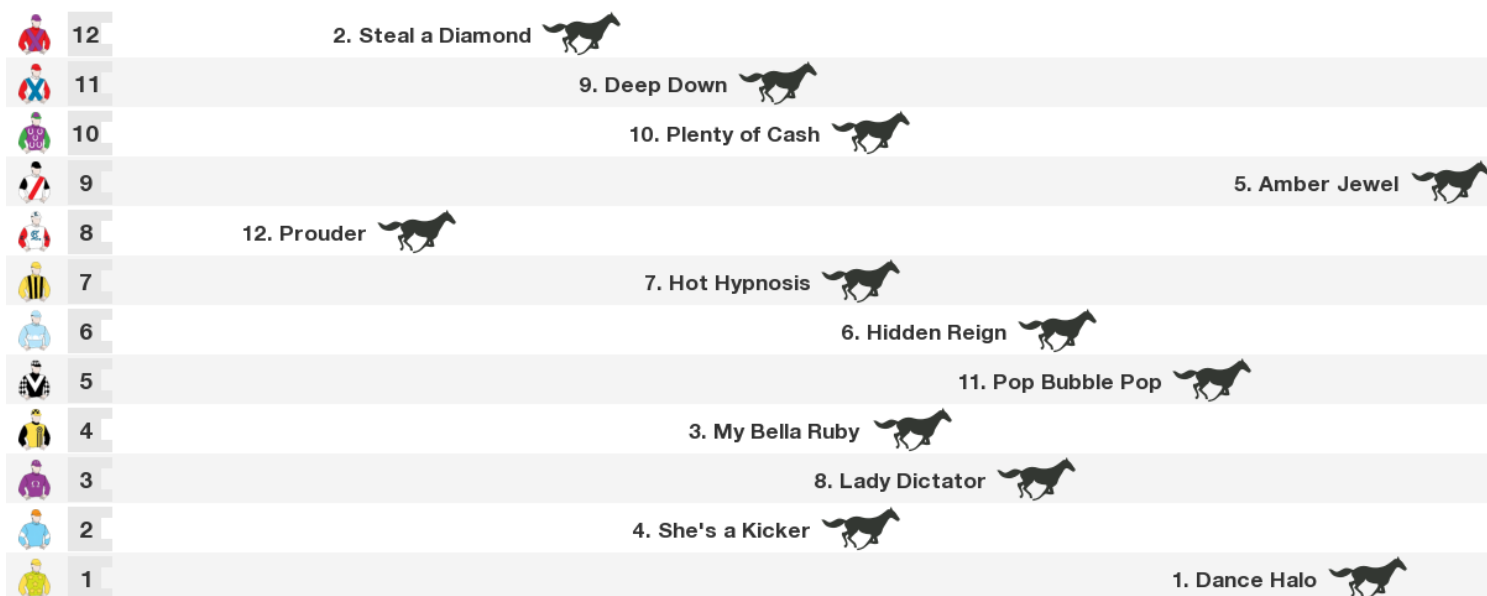 12 2. Steal a Diamond
11 9. Deep Down
10 10. Plenty of Cash
9 5. Amber Jewel
8 12. Prouder
7 7. Hot Hypnosis
6 6. Hidden Reign
5 11. Pop Bubble Pop
4 3. My Bella Ruby
3 8. Lady Dictator
2 4. She's a Kicker
1 1. Dance Halo